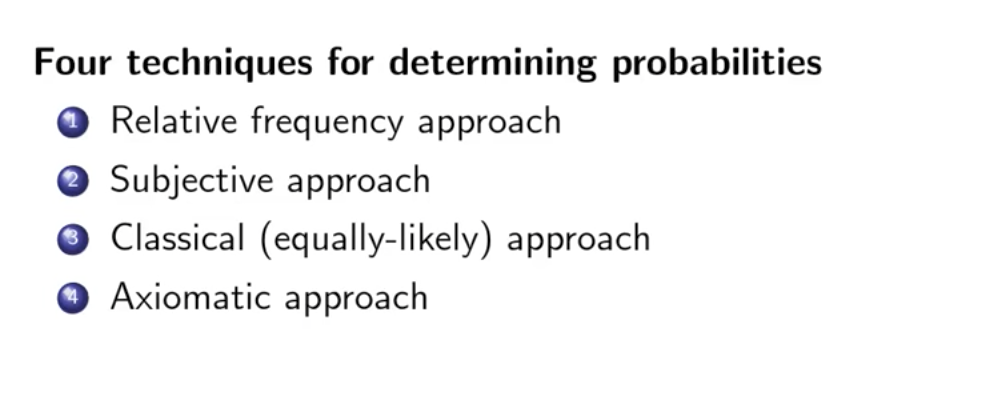 Four techniques for determining probabilities
1 Relative frequency approach
2 Subjective approach
3 Classical (equally-likely) approach
4 Axiomatic approach